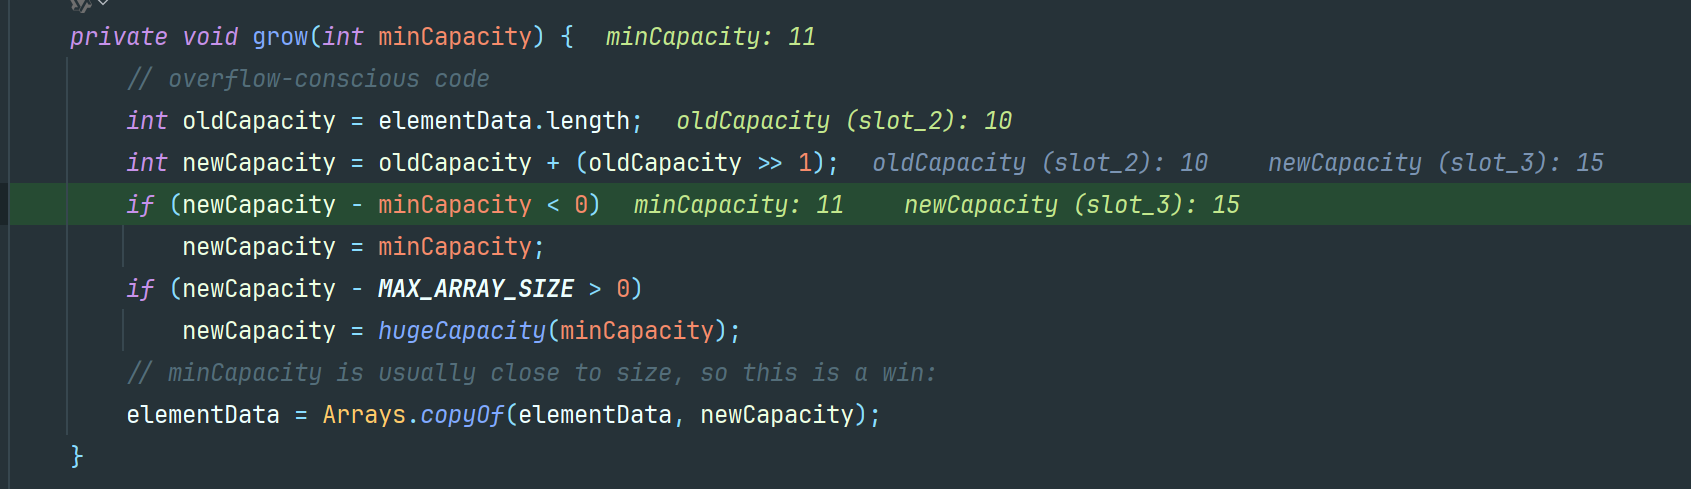 private void grow(int minCapacity) {  minCapacity: 11
// overflow-conscious code
int oldCapacity = elementData.length;  oldCapacity (slot_2): 10
int newCapacity = oldCapacity + (oldCapacity >> 1);  oldCapacity (slot_2): 10  newCapacity (slot_3): 15
if (newCapacity - minCapacity < 0)  minCapacity: 11  newCapacity (slot_3): 15
newCapacity = minCapacity;
if (newCapacity - MAX_ARRAY_SIZE > 0)
newCapacity = hugeCapacity(minCapacity);
// minCapacity is usually close to size, so this is a win:
elementData = Arrays.copyOf(elementData, newCapacity);
}